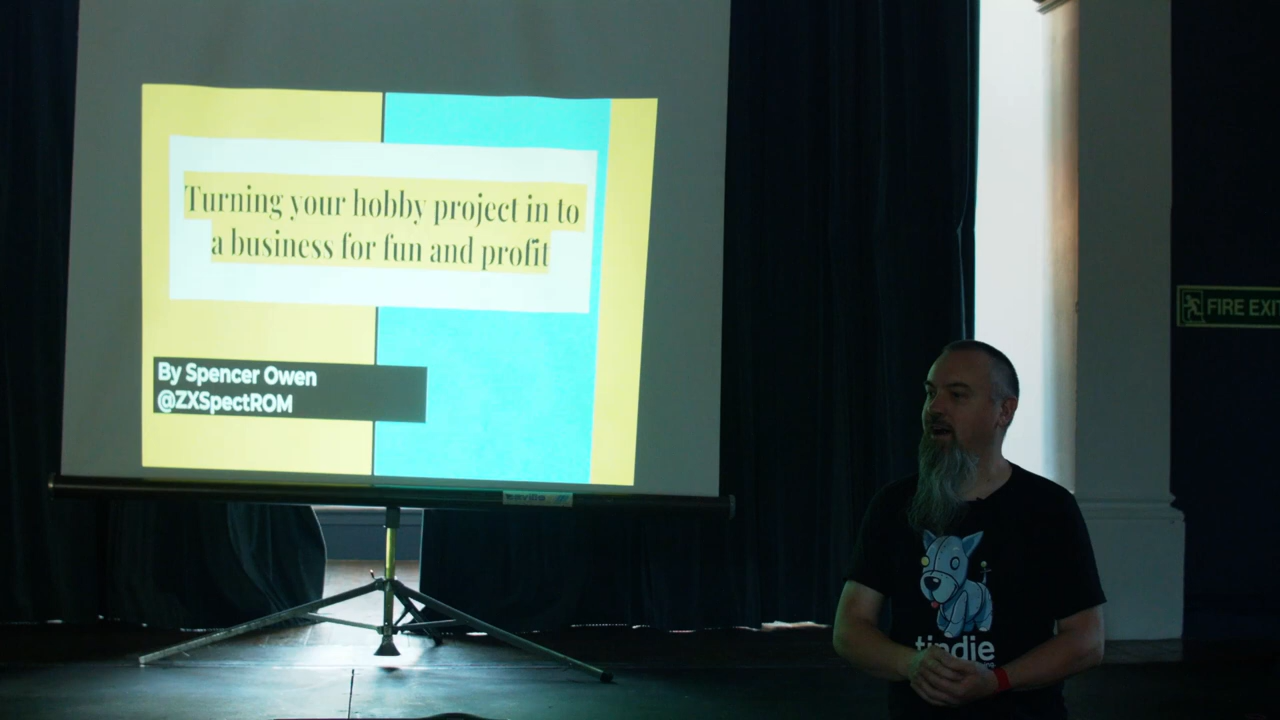 Turning your hobby project in to
a business for fun and profit
By Spencer Owen
@ZXSpectROM
FIRE EXIT
tindie